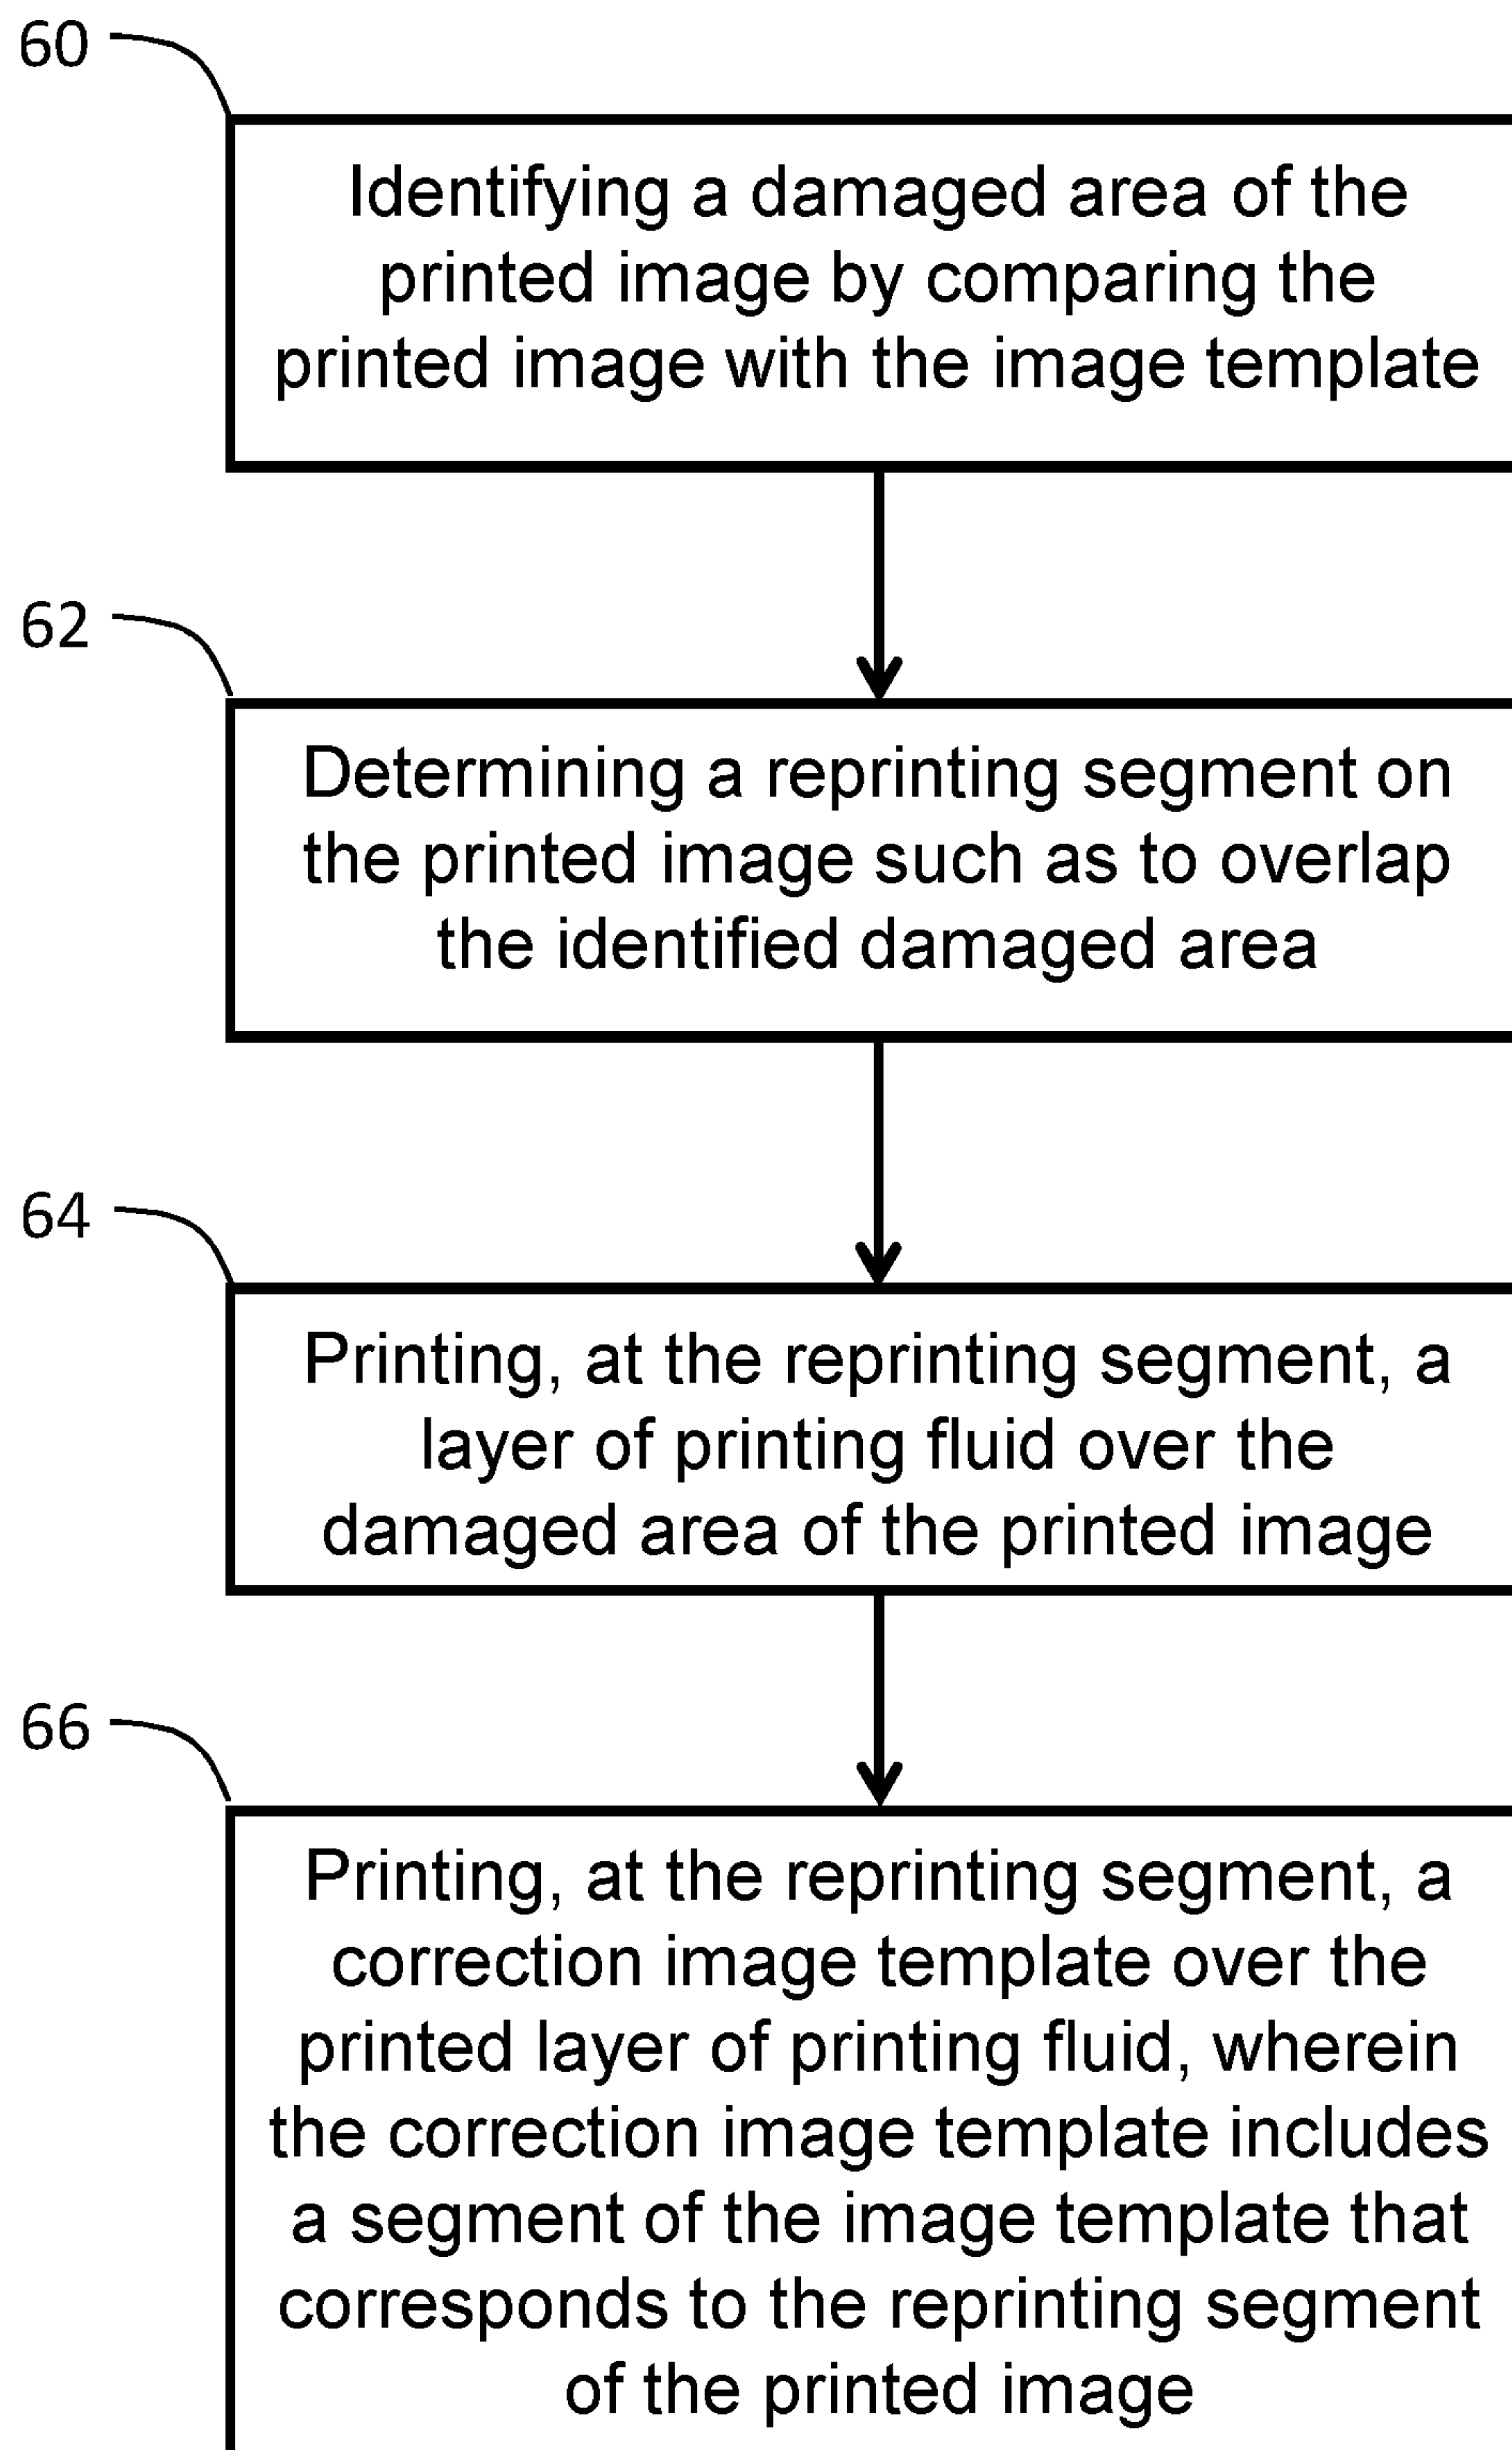 60
Identifying a damaged area of the
printed image by comparing the
printed image with the image template
62
Determining a reprinting segment on
the printed image such as to overlap
the identified damaged area
64
Printing, at the reprinting segment, a
layer of printing fluid over the
damaged area of the printed image
66
Printing, at the reprinting segment, a
correction image template over the
printed layer of printing fluid, wherein
the correction image template includes
a segment of the image template that
corresponds to the reprinting segment
of the printed image